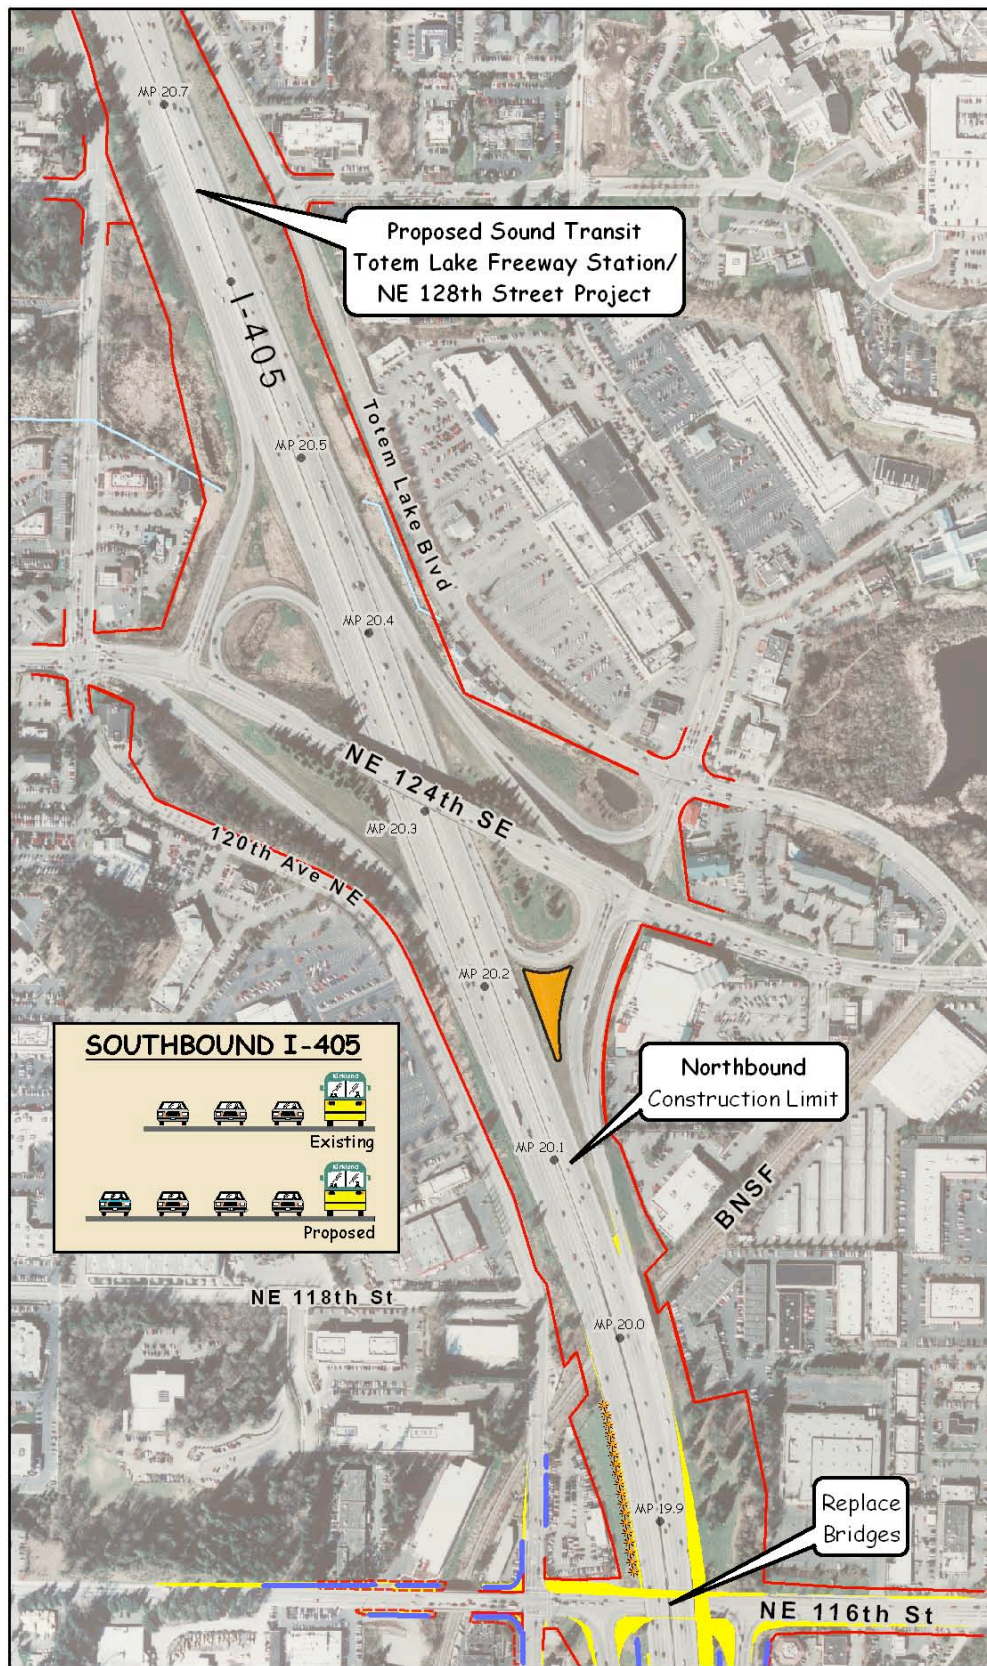 MP 20.7
Proposed Sound Transit
Totem Lake Freeway Station/
NE 128th Street Project
I-405
Totem Lake Blvd
MP 20.5
MP 20.4
NE 124th SE
MP 20.3
120th Ave NE
MP 20.2
SOUTHBOUND I-405
Kirkland
Existing
Kirkland
Proposed
Northbound
Construction Limit
MP 20.1
BNSF
NE 118th St
MP 20.0
Replace
Bridges
MP 19.9
NE 116th St